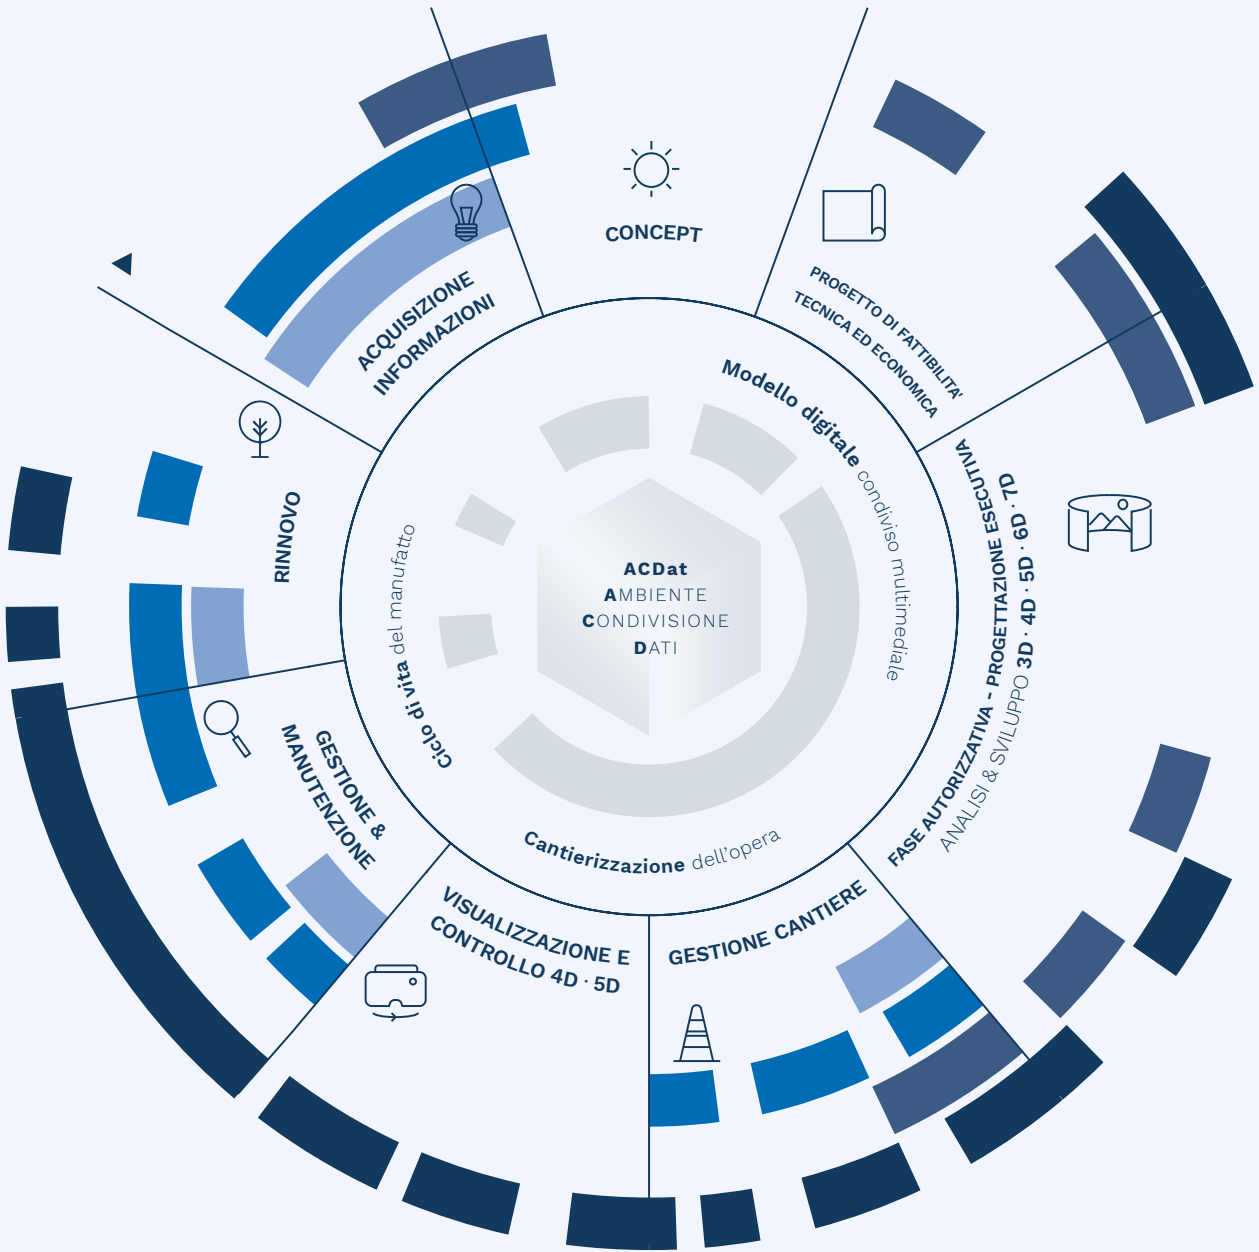 CONCEPT
PROGETTO DI FATTIBILITA'
TECNICA ED ECONOMICA
FASE AUTORIZZATIVA - PROGETTAZIONE ESECUTIVA
ANALISI & SVILUPPO 3D · 4D · 5D · 6D · 7D
GESTIONE CANTIERE
VISUALIZZAZIONE E
CONTROLLO 4D · 5D
GESTIONE &
MANUTENZIONE
RINNOVO
ACQUISIZIONE
INFORMAZIONI
Modello digitale condiviso multimediale
Cantierizzazione dell'opera
Ciclo di vita del manufatto
ACDat
AMBIENTE
CONDIVISIONE
DATI